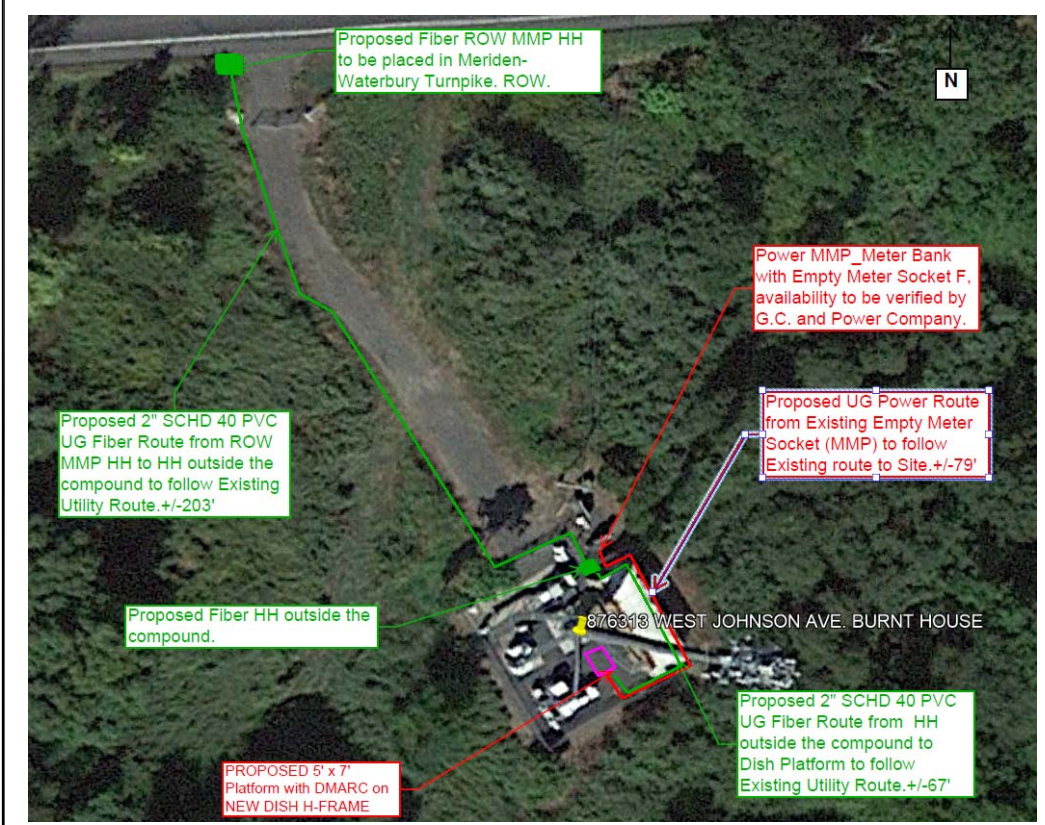 Proposed Fiber ROW MMP HH
to be placed in Meriden-
Waterbury Turnpike. ROW.
N
Power MMP_Meter Bank
with Empty Meter Socket F,
availability to be verified by
G.C. and Power Company.
Proposed UG Power Route
from Existing Empty Meter
Socket (MMP) to follow
Existing route to Site.+/-79'
Proposed 2" SCHD 40 PVC
UG Fiber Route from ROW
MMP HH to HH outside the
compound to follow Existing
Utility Route.+/-203'
Proposed Fiber HH outside the
compound.
876313 WEST JOHNSON AVE. BURNT HOUSE
Proposed 2" SCHD 40 PVC
UG Fiber Route from HH
outside the compound to
Dish Platform to follow
Existing Utility Route.+/-67'
PROPOSED 5' x 7'
Platform with DMARC on
NEW DISH H-FRAME